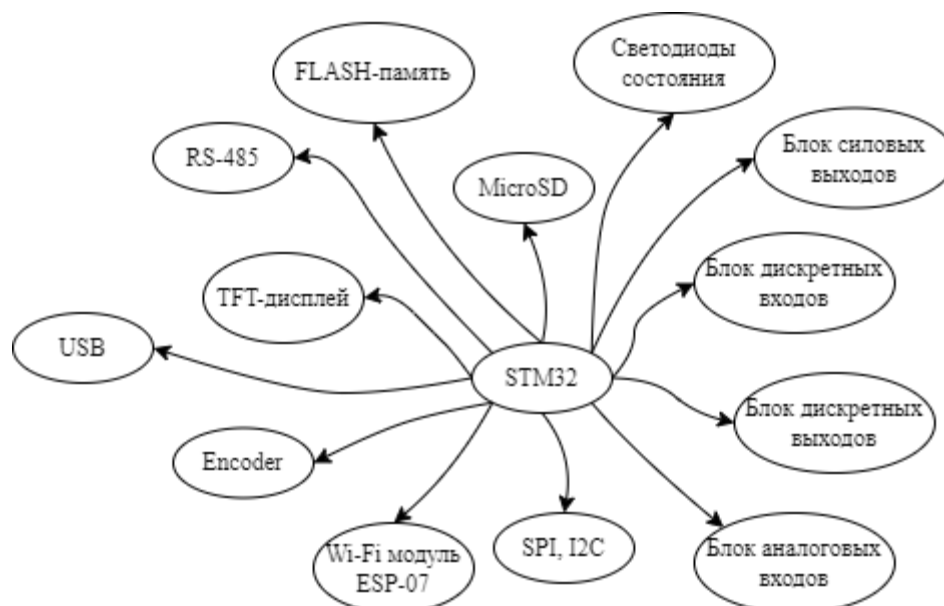 FLASH-память
Светодиоды
состояния
RS-485
MicroSD
Блок силовых
выходов
TFT-дисплей
Блок дискретных
входов
USB
STM32
Блок дискретных
выходов
Encoder
Wi-Fi модуль
ESP-07
SPI, I2C
Блок аналоговых
входов